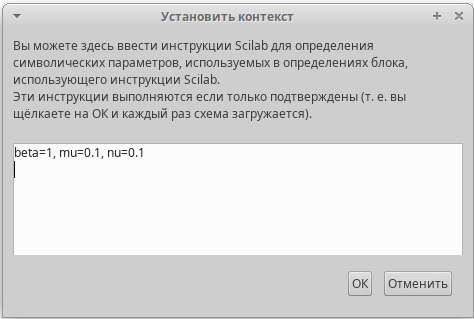 Установить контекст
Вы можете здесь ввести инструкции Scilab для определения
символических параметров, используемых в определениях блока,
использующего инструкции Scilab.
Эти инструкции выполняются если только подтверждены (т. е. вы
щёлкаете на ОК и каждый раз схема загружается).
beta=1, mu=0.1, nu=0.1
ОК Отменить